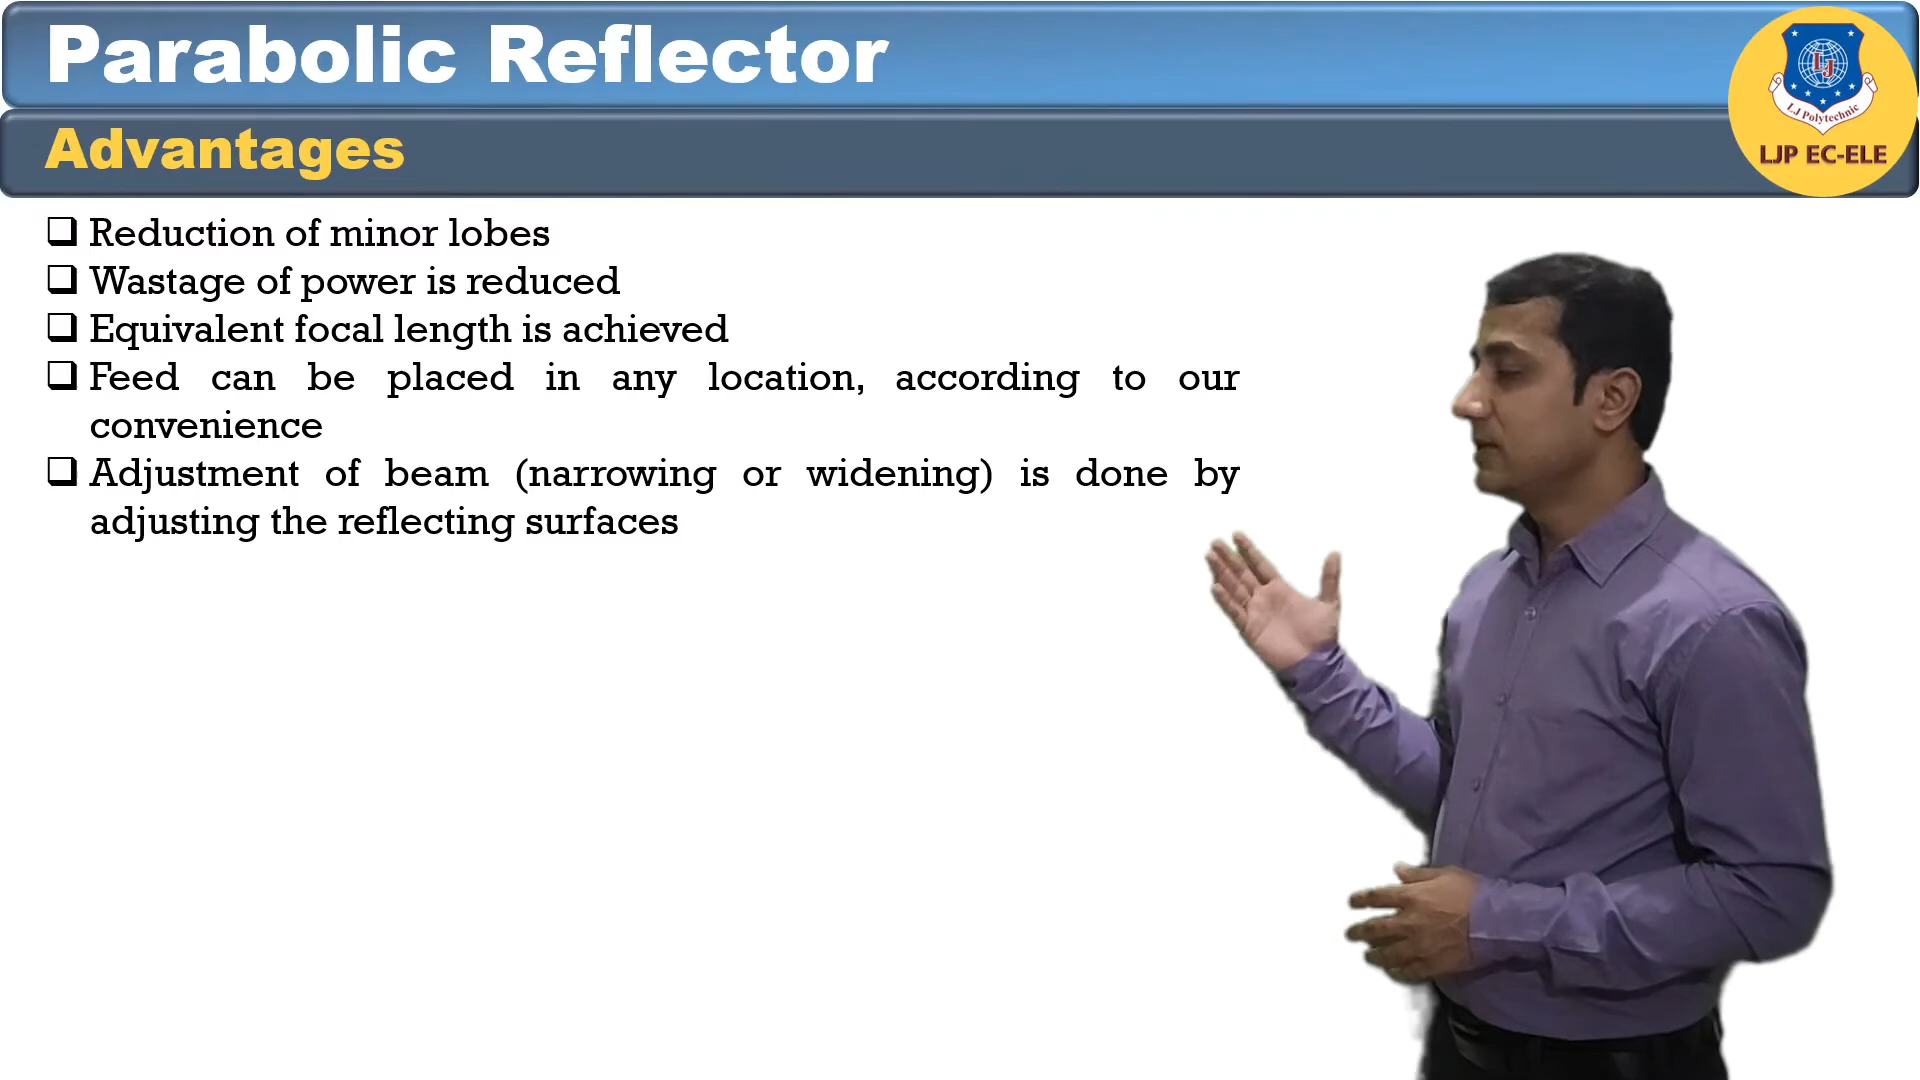 Parabolic Reflector
Advantages
LJ
LJ Polytechnic
LJP EC-ELE
❑ Reduction of minor lobes
❑ Wastage of power is reduced
❑ Equivalent focal length is achieved
❑ Feed can be placed in any location, according to our
convenience
❑ Adjustment of beam (narrowing or widening) is done by
adjusting the reflecting surfaces